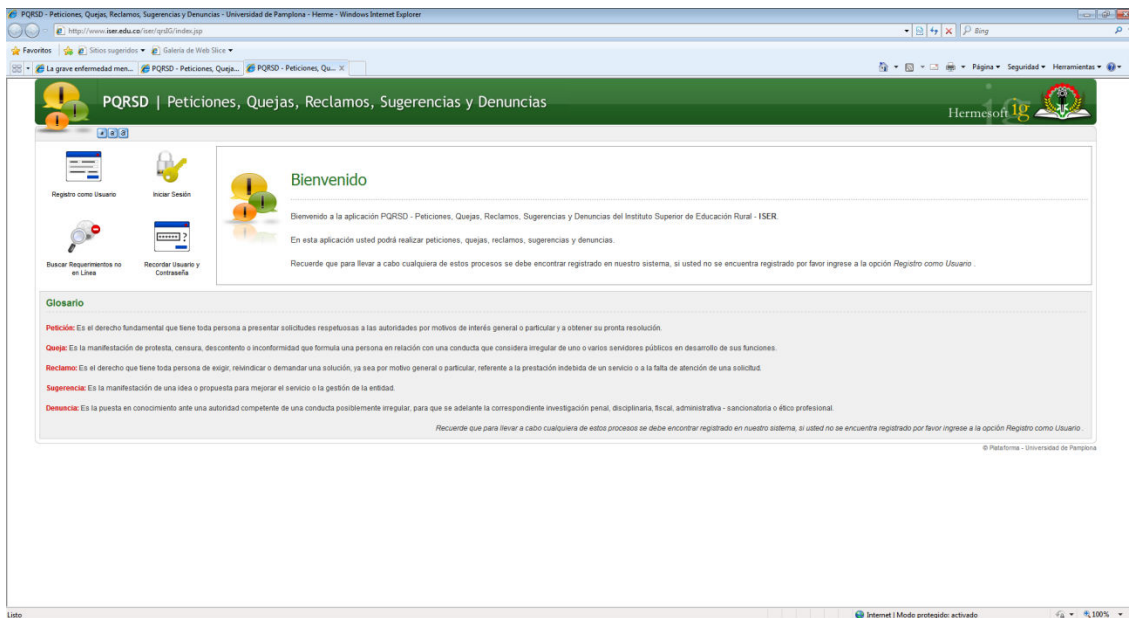 PQRSD - Peticiones, Quejas, Reclamos, Sugerencias y Denuncias - Universidad de Pamplona - Herme - Windows Internet Explorer
http://www.iser.edu.co/iser/qrsIG/index.jsp
Bing
Favoritos
Sitios sugeridos
Galería de Web Slice
La grave enfermedad men...
PQRSD - Peticiones, Queja...
PQRSD - Peticiones, Qu...
Página
Seguridad
Herramientas
PQRSD | Peticiones, Quejas, Reclamos, Sugerencias y Denuncias
Hermesoft ig
Registro como Usuario
Iniciar Sesión
Buscar Requerimientos no
en Línea
Recordar Usuario y
Contraseña
Bienvenido
Bienvenido a la aplicación PQRSD - Peticiones, Quejas, Reclamos, Sugerencias y Denuncias del Instituto Superior de Educación Rural - ISER.
En esta aplicación usted podrá realizar peticiones, quejas, reclamos, sugerencias y denuncias.
Recuerde que para llevar a cabo cualquiera de estos procesos se debe encontrar registrado en nuestro sistema, si usted no se encuentra registrado por favor ingrese a la opción Registro como Usuario .
Glosario
Petición: Es el derecho fundamental que tiene toda persona a presentar solicitudes respetuosas a las autoridades por motivos de interés general o particular y a obtener su pronta resolución.
Queja: Es la manifestación de protesta, censura, descontento o inconformidad que formula una persona en relación con una conducta que considera irregular de uno o varios servidores públicos en desarrollo de sus funciones.
Reclamo: Es el derecho que tiene toda persona de exigir, reivindicar o demandar una solución, ya sea por motivo general o particular, referente a la prestación indebida de un servicio o a la falta de atención de una solicitud.
Sugerencia: Es la manifestación de una idea o propuesta para mejorar el servicio o la gestión de la entidad.
Denuncia: Es la puesta en conocimiento ante una autoridad competente de una conducta posiblemente irregular, para que se adelante la correspondiente investigación penal, disciplinaria, fiscal, administrativa - sancionatoria o ético profesional.
Recuerde que para llevar a cabo cualquiera de estos procesos se debe encontrar registrado en nuestro sistema, si usted no se encuentra registrado por favor ingrese a la opción Registro como Usuario .
© Plataforma - Universidad de Pamplona
Listo
Internet | Modo protegido: activado
100%